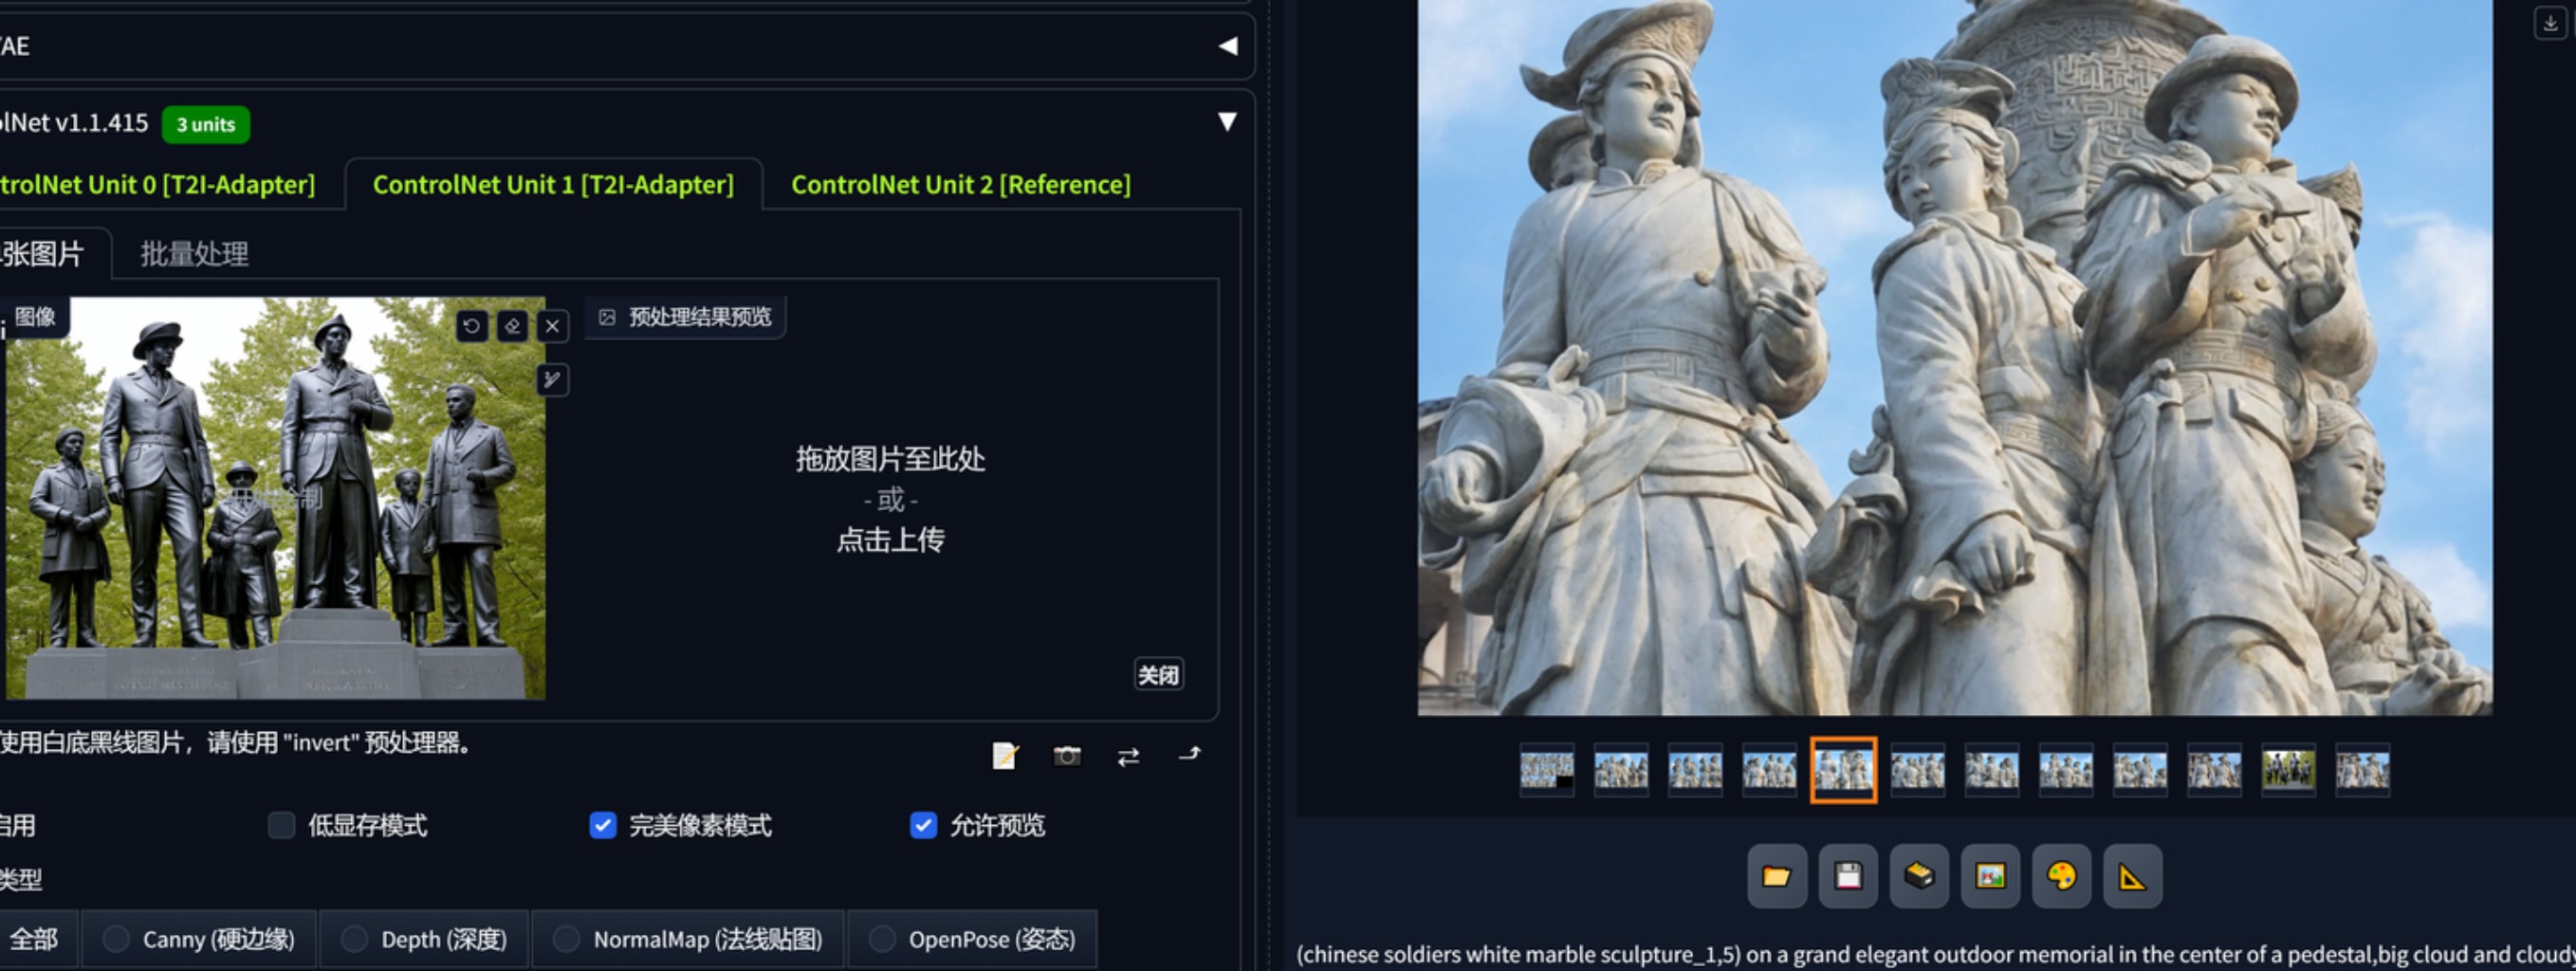 AE
lNet v1.1.415 3 units
trolNet Unit 0 [T2I-Adapter]
ControlNet Unit 1 [T2I-Adapter]
ControlNet Unit 2 [Reference]
张图片
批量处理
图像
预处理结果预览
拖放图片至此处
- 或 -
点击上传
关闭
使用白底黑线图片，请使用 "invert" 预处理器。
启用
低显存模式
完美像素模式
允许预览
类型
全部
Canny (硬边缘)
Depth (深度)
NormalMap (法线贴图)
OpenPose (姿态)
(chinese soldiers white marble sculpture_1,5) on a grand elegant outdoor memorial in the center of a pedestal,big cloud and cloudy